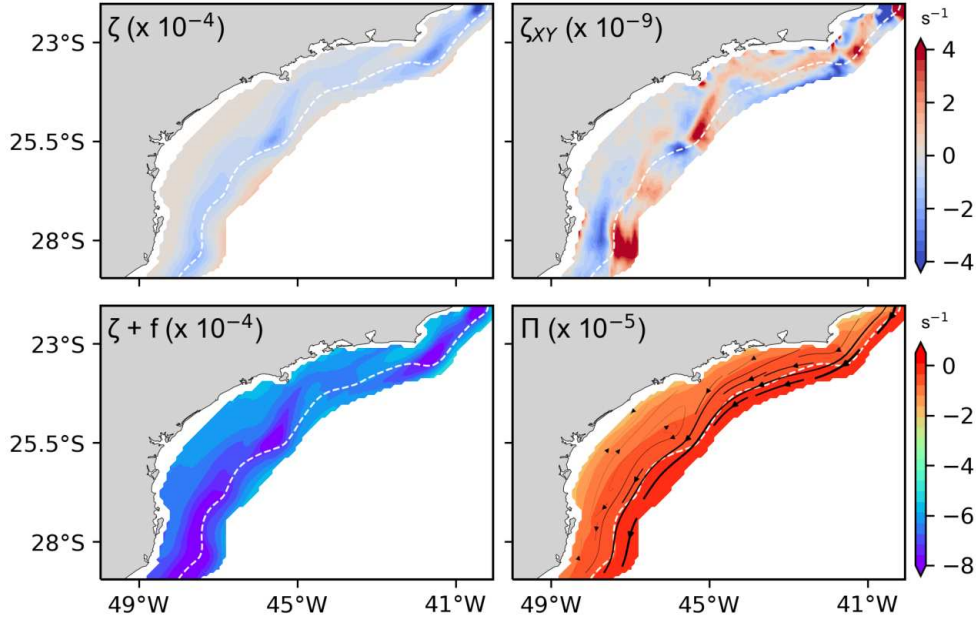 ζ (x 10⁻⁴)
ζXY (x 10⁻⁹)
s⁻¹
23°S
25.5°S
28°S
4
2
0
−2
−4
ζ + f (x 10⁻⁴)
Π (x 10⁻⁵)
s⁻¹
23°S
25.5°S
28°S
0
−2
−4
−6
−8
49°W
45°W
41°W
49°W
45°W
41°W